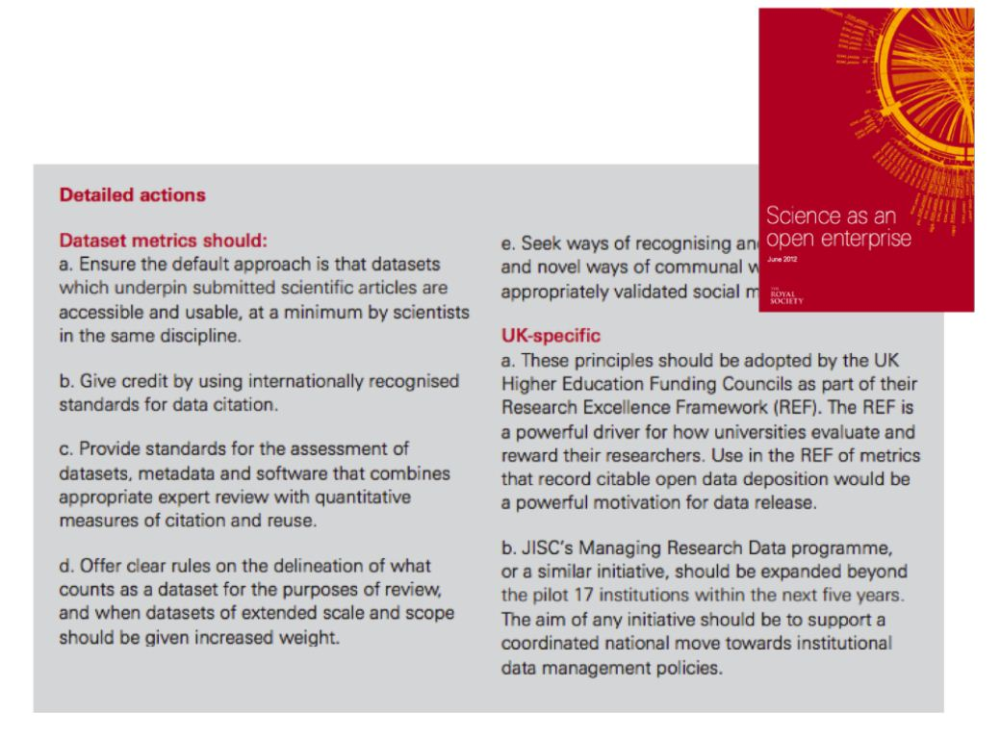 Detailed actions
Dataset metrics should:
a. Ensure the default approach is that datasets
which underpin submitted scientific articles are
accessible and usable, at a minimum by scientists
in the same discipline.
b. Give credit by using internationally recognised
standards for data citation.
c. Provide standards for the assessment of
datasets, metadata and software that combines
appropriate expert review with quantitative
measures of citation and reuse.
d. Offer clear rules on the delineation of what
counts as a dataset for the purposes of review,
and when datasets of extended scale and scope
should be given increased weight.
e. Seek ways of recognising
and novel ways of communal
appropriately validated social
UK-specific
a. These principles should be adopted by the UK
Higher Education Funding Councils as part of their
Research Excellence Framework (REF). The REF is
a powerful driver for how universities evaluate and
reward their researchers. Use in the REF of metrics
that record citable open data deposition would be
a powerful motivation for data release.
b. JISC's Managing Research Data programme,
or a similar initiative, should be expanded beyond
the pilot 17 institutions within the next five years.
The aim of any initiative should be to support a
coordinated national move towards institutional
data management policies.
Science as an
open enterprise
June 2012
THE
ROYAL
SOCIETY